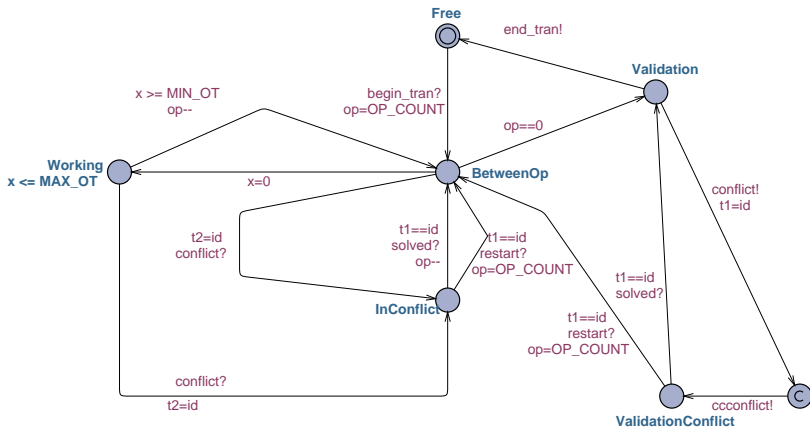 Free
end_tran!
Validation
x >= MIN_OT
op--
begin_tran?
op=OP_COUNT
op==0
Working
x <= MAX_OT
x=0
BetweenOp
conflict!
t1=id
t2=id
conflict?
t1==id
solved?
op--
t1==id
restart?
op=OP_COUNT
t1==id
solved?
InConflict
t1==id
restart?
op=OP_COUNT
conflict?
t2=id
ccconflict!
C
ValidationConflict